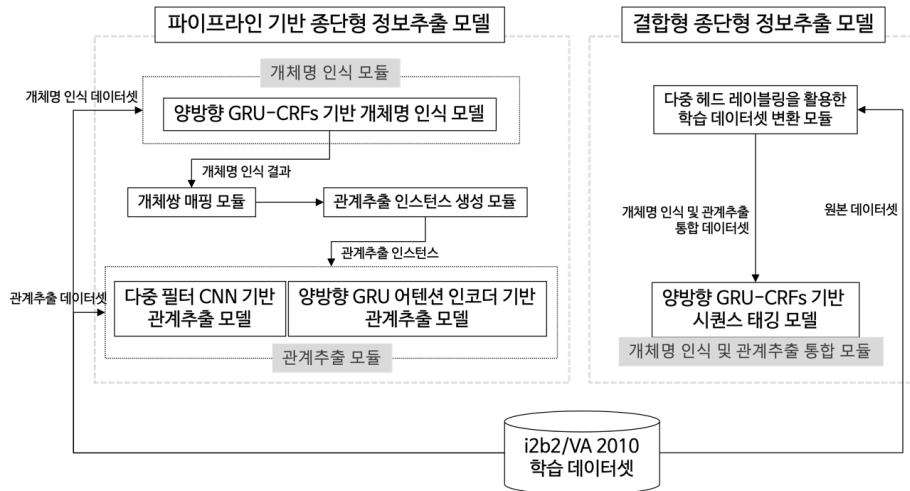 파이프라인 기반 종단형 정보추출 모델
개체명 인식 모듈
개체명 인식 데이터셋
양방향 GRU-CRFs 기반 개체명 인식 모델
개체명 인식 결과
개체쌍 매핑 모듈
관계추출 인스턴스 생성 모듈
관계추출 인스턴스
관계추출 데이터셋
다중 필터 CNN 기반
관계추출 모델
양방향 GRU 어텐션 인코더 기반
관계추출 모델
관계추출 모듈
결합형 종단형 정보추출 모델
다중 헤드 레이블링을 활용한
학습 데이터셋 변환 모듈
개체명 인식 및 관계추출
통합 데이터셋
원본 데이터셋
양방향 GRU-CRFs 기반
시퀀스 태깅 모델
개체명 인식 및 관계추출 통합 모듈
i2b2/VA 2010
학습 데이터셋